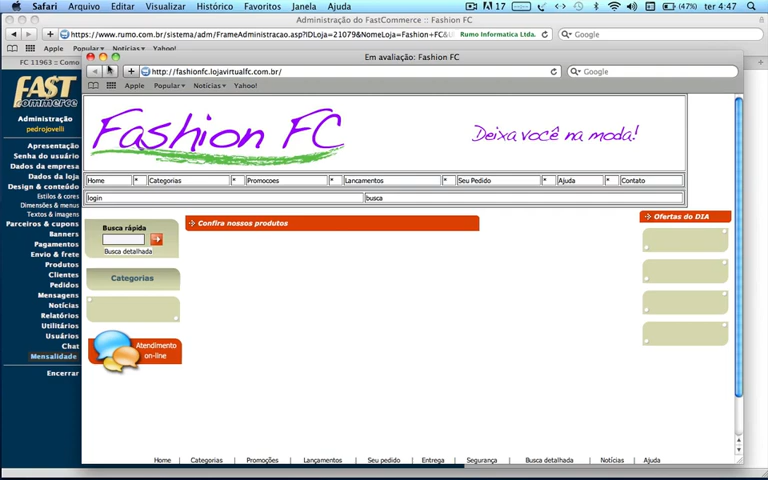 Safari Arquivo Editar Visualizar Histórico Favoritos Janela Ajuda 17 (47%) ter 4:47
Administração do FastCommerce :: Fashion FC
https://www.rumo.com.br/sistema/adm/FrameAdministracao.asp?IDLoja=21079&NomeLoja=Fashion+FC&U Rumo Informatica Ltda. Google
Apple Popular Notícias Yahoo!
FC 11963 :: Como
Em avaliação: Fashion FC
http://fashionfc.lojavirtualfc.com.br/ Google
Apple Popular Notícias Yahoo!
FAST
commerce
Administração
pedrojovelli
Apresentação
Senha do usuário
Dados da empresa
Dados da loja
Design & conteúdo
Estilos & cores
Dimensões & menus
Textos & imagens
Parceiros & cupons
Banners
Pagamentos
Envio & frete
Produtos
Clientes
Pedidos
Mensagens
Notícias
Relatórios
Utilitários
Usuários
Chat
Mensalidade
Encerrar
Fashion FC Deixa você na moda!
Home * Categorias * Promocoes * Lancamentos * Seu Pedido * Ajuda * Contato
login busca
Busca rápida
Busca detalhada
Categorias
Atendimento
on-line
Confira nossos produtos
Ofertas do DIA
Home | Categorias | Promoções | Lançamentos | Seu pedido | Entrega | Segurança | Busca detalhada | Notícias | Ajuda